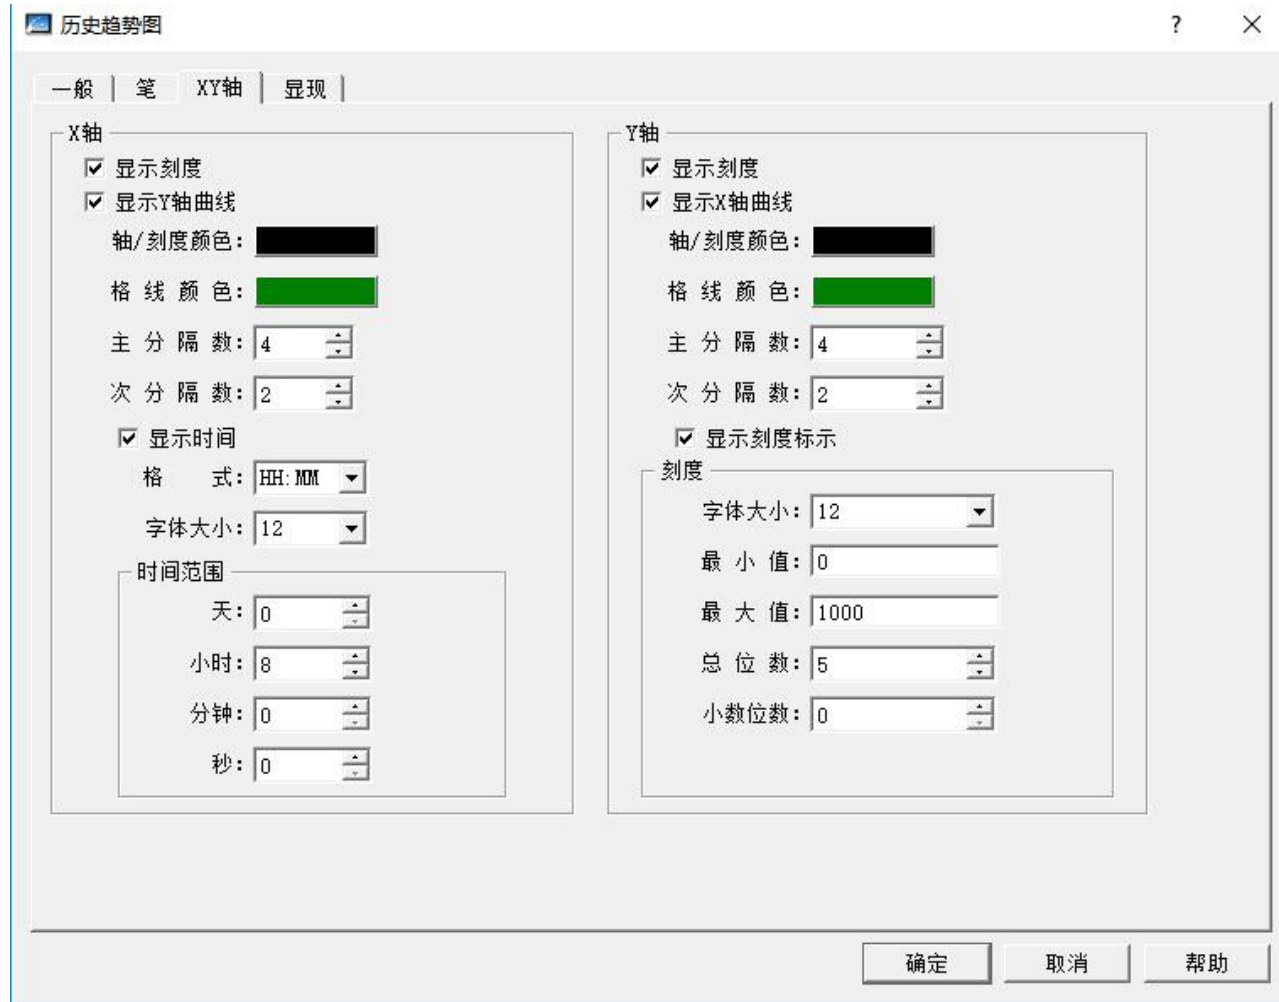 历史趋势图
?
一般 笔 XY轴 显现
X轴
显示刻度
显示Y轴曲线
轴/刻度颜色:
格线颜色:
主分隔数: 4
次分隔数: 2
显示时间
格式: HH:MM
字体大小: 12
时间范围
天: 0
小时: 8
分钟: 0
秒: 0
Y轴
显示刻度
显示X轴曲线
轴/刻度颜色:
格线颜色:
主分隔数: 4
次分隔数: 2
显示刻度标示
刻度
字体大小: 12
最小值: 0
最大值: 1000
总位数: 5
小数位数: 0
确定 取消 帮助